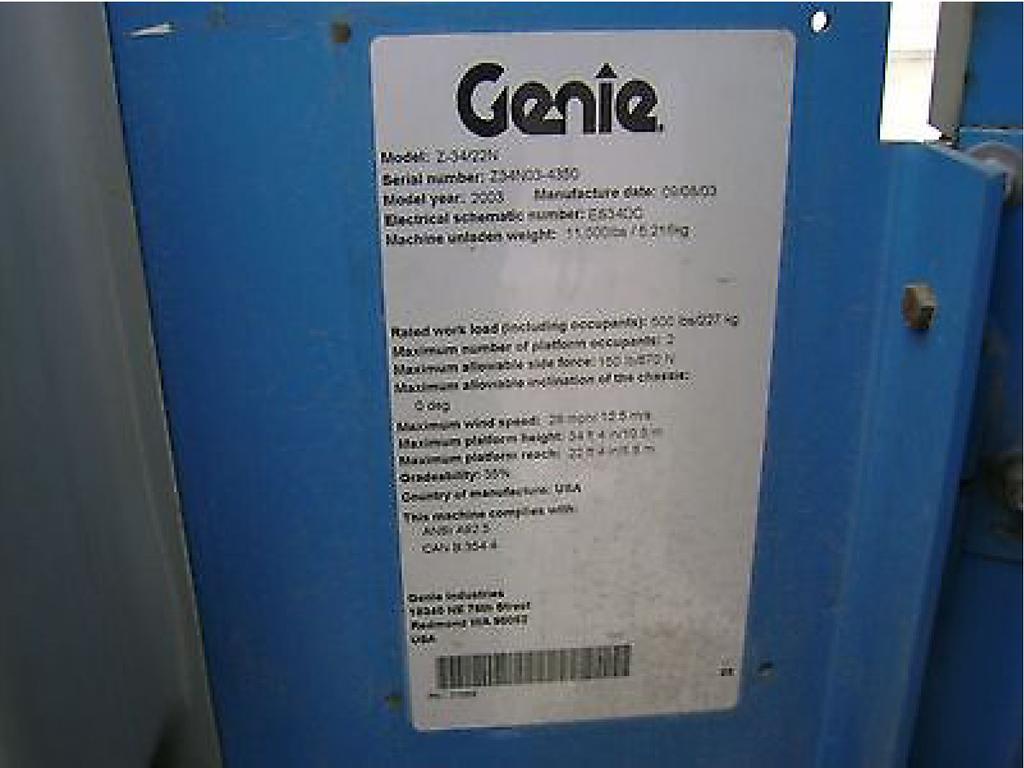 Genie
Model: Z-34/22N
Serial number: Z34N03-4350
Model year: 2003 Manufacture date: 09/08/03
Electrical schematic number: ES34DC
Machine unladen weight: 11,500lbs / 5,216kg
Rated work load (including occupants): 500 lbs/227 kg
Maximum number of platform occupants: 2
Maximum allowable side force: 150 lb/670 N
Maximum allowable inclination of the chassis:
0 deg
Maximum wind speed: 28 mph/ 12.5 m/s
Maximum platform height: 34 ft 4 in/10.5 m
Maximum platform reach: 22 ft 4 in/6.8 m
Gradeability: 35%
Country of manufacture: USA
This machine complies with:
ANSI A92.5
CAN B.354.4
Genie Industries
18340 NE 76th Street
Redmond WA 98052
USA